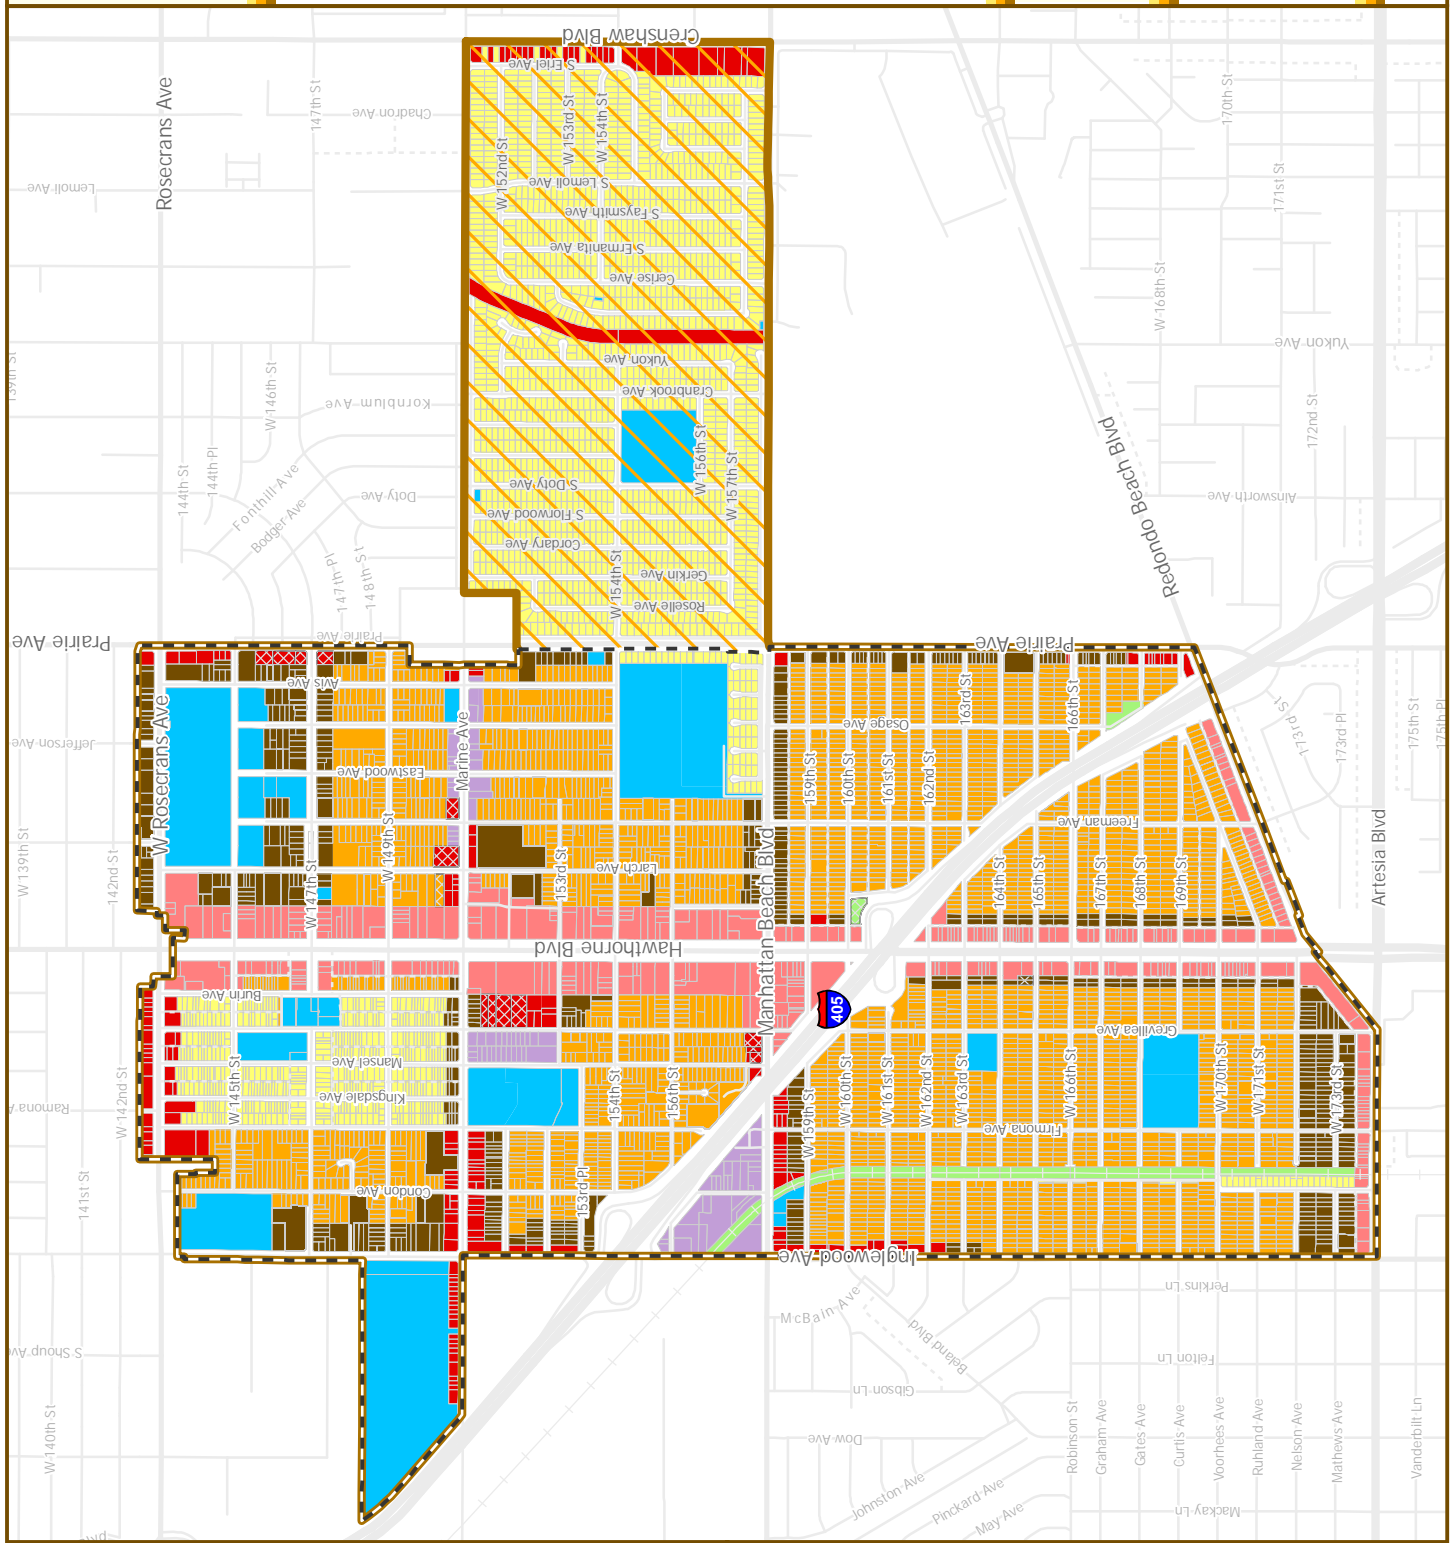 Crenshaw Blvd
S Eriel Ave
Rosecrans Ave
147th St
Chadron Ave
W 153rd St
W 154th St
170th St
W 152nd St
Lemoli Ave
S Lemoli Ave
171st St
S Faysmith Ave
S Ermanita Ave
Cerise Ave
W 168th St
Yukon Ave
Yukon Ave
139th St
W 146th St
Kornblum Ave
Cranbrook Ave
172nd St
W 156th St
Redondo Beach Blvd
144th St
144th Pl
Foothill Ave
Bodger Ave
Doty Ave
S Doty Ave
W 157th St
Ainsworth Ave
S Florwood Ave
Cordary Ave
147th Pl
148th St
W 154th St
Gerkin Ave
Roselle Ave
Prairie Ave
Prairie Ave
Prairie Ave
Avis Ave
W Rosecrans Ave
Jefferson Ave
Marine Ave
Eastwood Ave
Osage Ave
163rd St
166th St
173rd St
173rd Pl
175th St
175th Pl
159th St
160th St
161st St
162nd St
Freeman Ave
W 139th St
142nd St
W 147th St
W 149th St
153rd St
Larch Ave
Manhattan Beach Blvd
164th St
165th St
167th St
168th St
169th St
Artesia Blvd
Hawthorne Blvd
Burin Ave
405
Grevillea Ave
Mansel Ave
W 145th St
Kingsdale Ave
Ramona A
W 142nd St
154th St
156th St
W 159th St
W 160th St
W 161st St
W 162nd St
W 163rd St
W 166th St
W 170th St
W 171st St
W 173rd St
Firmona Ave
141st St
Condon Ave
153rd Pl
Inglewood Ave
McBain Ave
Perkins Ln
Beland Blvd
S Shoup Ave
Felton Ln
Gibson Ln
W 140th St
Dow Ave
Robinson St
Graham Ave
Gates Ave
Curtis Ave
Voorhees Ave
Ruhland Ave
Nelson Ave
Mathews Ave
Vanderbilt Ln
Johnston Ave
Pinckard Ave
May Ave
Mackay Ln
lvd